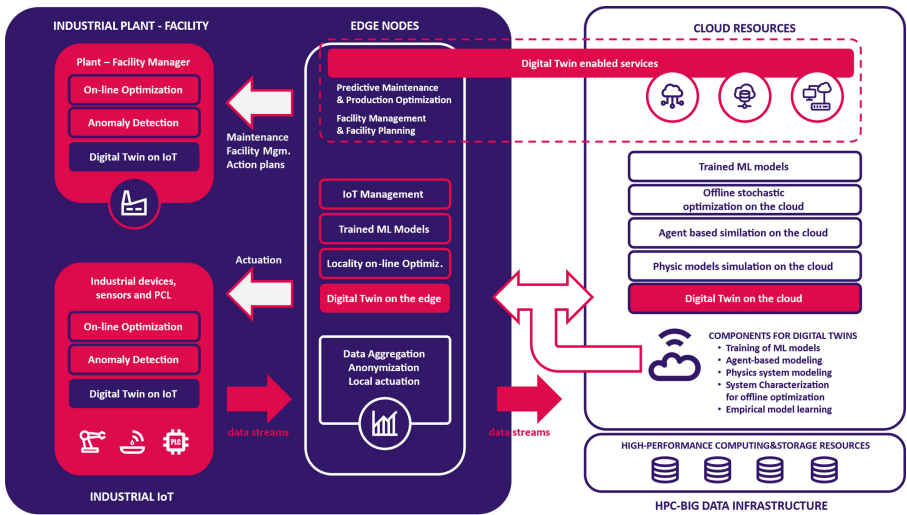 INDUSTRIAL PLANT - FACILITY
Plant – Facility Manager
On-line Optimization
Anomaly Detection
Digital Twin on IoT
Maintenance
Facility Mgm.
Action plans
Actuation
Industrial devices,
sensors and PCL
On-line Optimization
Anomaly Detection
Digital Twin on IoT
PLC
INDUSTRIAL IoT
data streams
EDGE NODES
Digital Twin enabled services
Predictive Maintenance
& Production Optimization
Facility Management
& Facility Planning
IoT Management
Trained ML Models
Locality on-line Optimiz.
Digital Twin on the edge
Data Aggregation
Anonymization
Local actuation
data streams
CLOUD RESOURCES
Trained ML models
Offline stochastic
optimization on the cloud
Agent based similation on the cloud
Physic models simulation on the cloud
Digital Twin on the cloud
COMPONENTS FOR DIGITAL TWINS
• Training of ML models
• Agent-based modeling
• Physics system modeling
• System Characterization
for offline optimization
• Empirical model learning
HIGH-PERFORMANCE COMPUTING&STORAGE RESOURCES
HPC-BIG DATA INFRASTRUCTURE